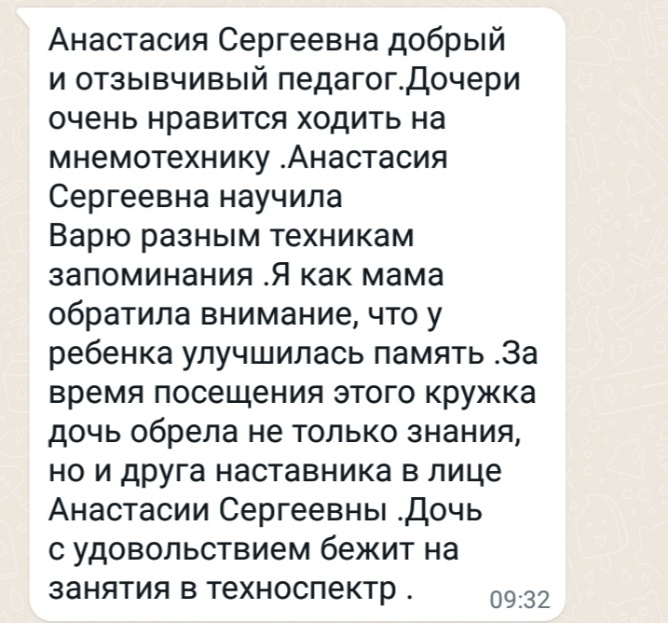 Анастасия Сергеевна добрый
и отзывчивый педагог.Дочери
очень нравится ходить на
мнемотехнику .Анастасия
Сергеевна научила
Варю разным техникам
запоминания .Я как мама
обратила внимание, что у
ребенка улучшилась память .За
время посещения этого кружка
дочь обрела не только знания,
но и друга наставника в лице
Анастасии Сергеевны .Дочь
с удовольствием бежит на
занятия в техноспектр .
09:32